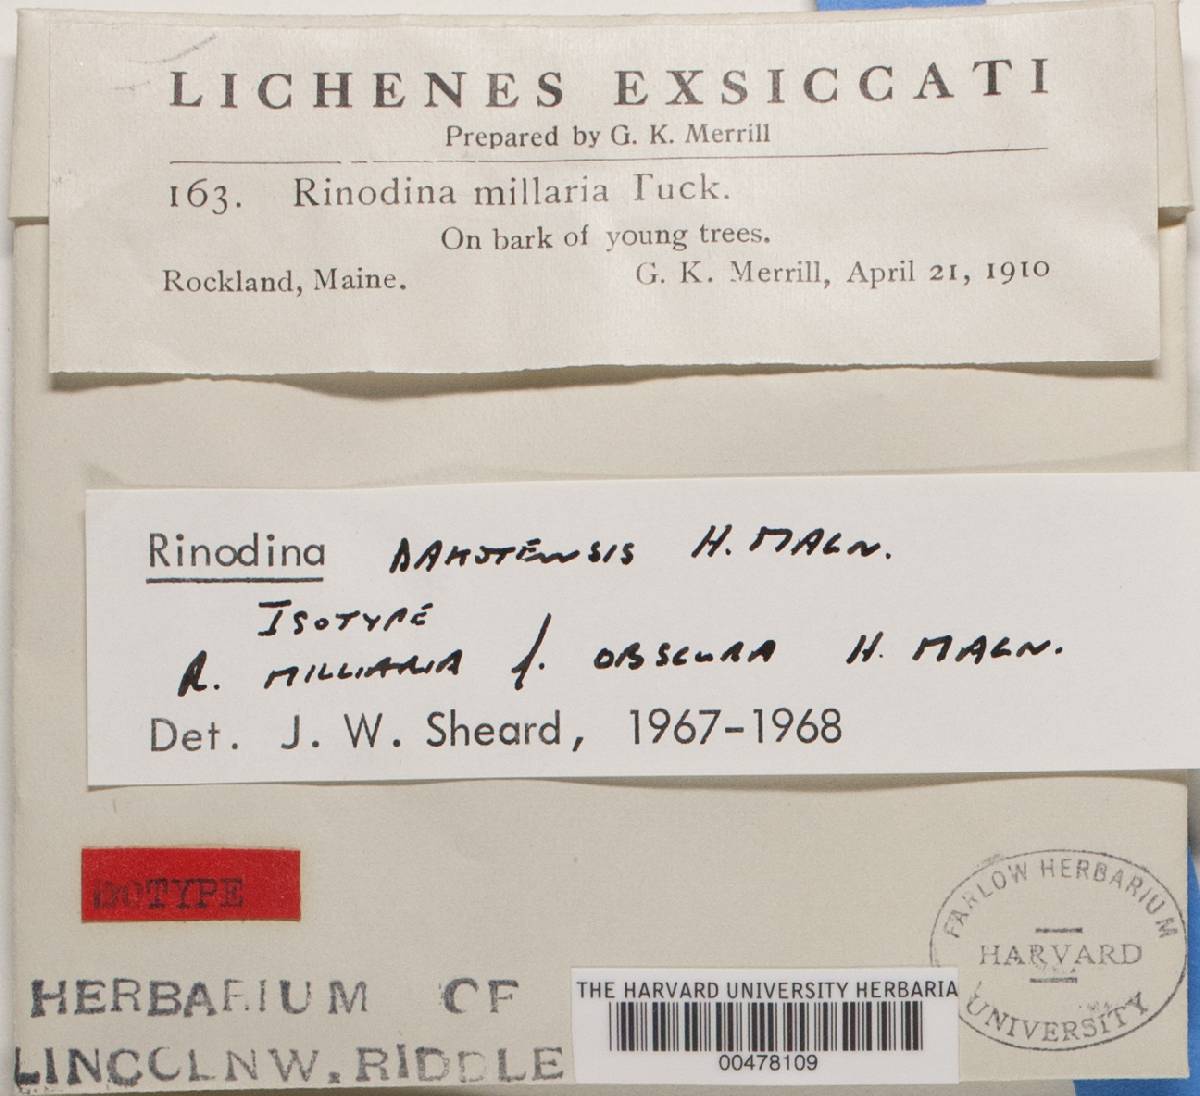 LICHENES EXSICCATI
Prepared by G. K. Merrill
163. Rinodina millaria Tuck.
On bark of young trees.
Rockland, Maine.
G. K. Merrill, April 21, 1910
Rinodina DAKOTENSIS H. MAGN.
ISOTYPE
R. MILLIARIA f. OBSCURA H. MAGN.
Det. J. W. Sheard, 1967-1968
ISOTYPE
HERBARIUM OF
LINCOLN W. RIDDLE
FARLOW HERBARIUM
HARVARD
UNIVERSITY
THE HARVARD UNIVERSITY HERBARIA
00478109